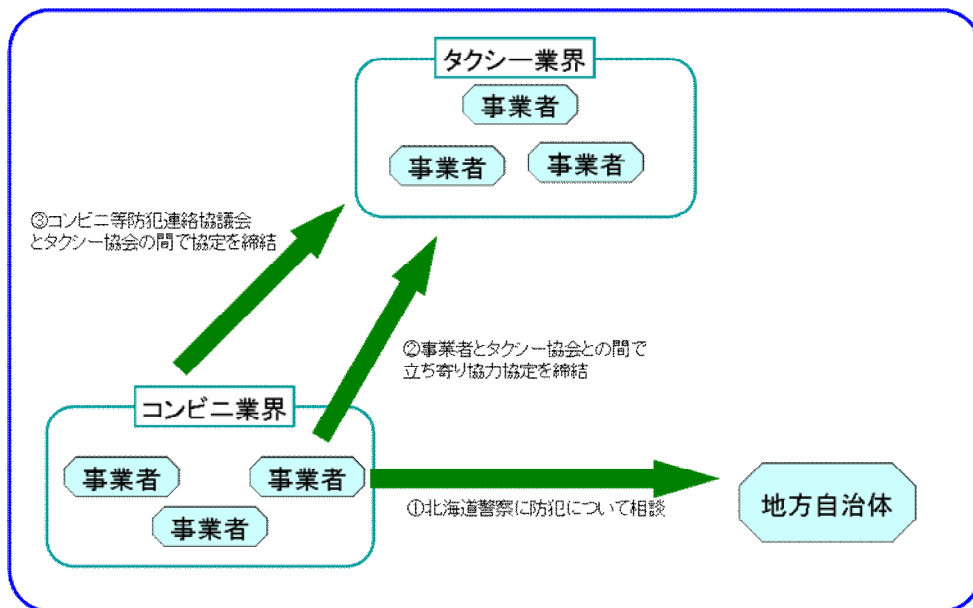 タクシー業界
事業者
事業者
事業者
③コンビニ等防犯連絡協議会
とタクシー協会の間で協定を締結
②事業者とタクシー協会との間で
立ち寄り協力協定を締結
コンビニ業界
事業者
事業者
事業者
①北海道警察に防犯について相談
地方自治体